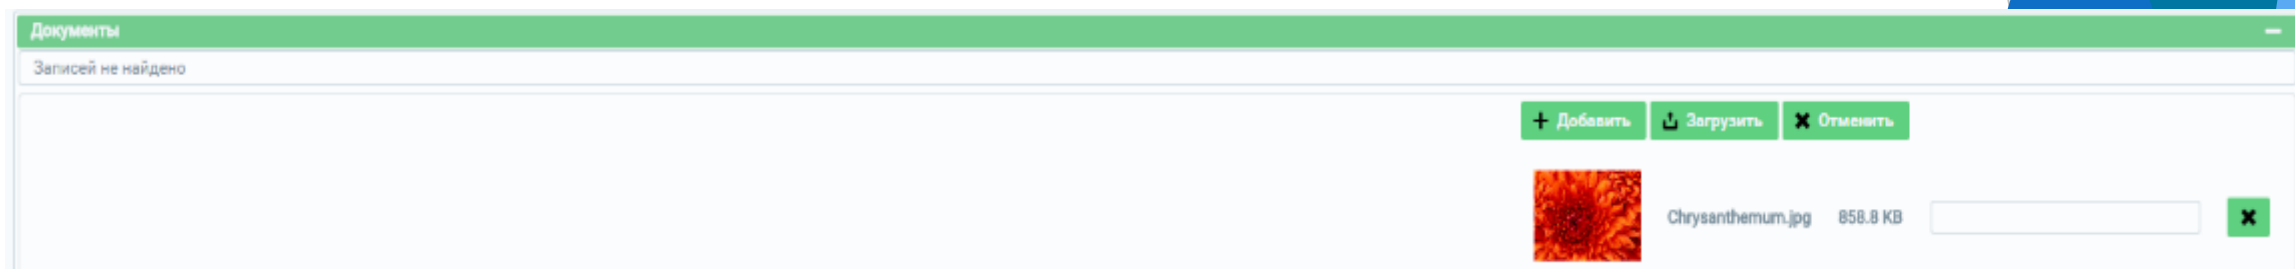 Документы
Записей не найдено
Добавить Загрузить Отменить
Chrysanthemum.jpg 858.8 KB